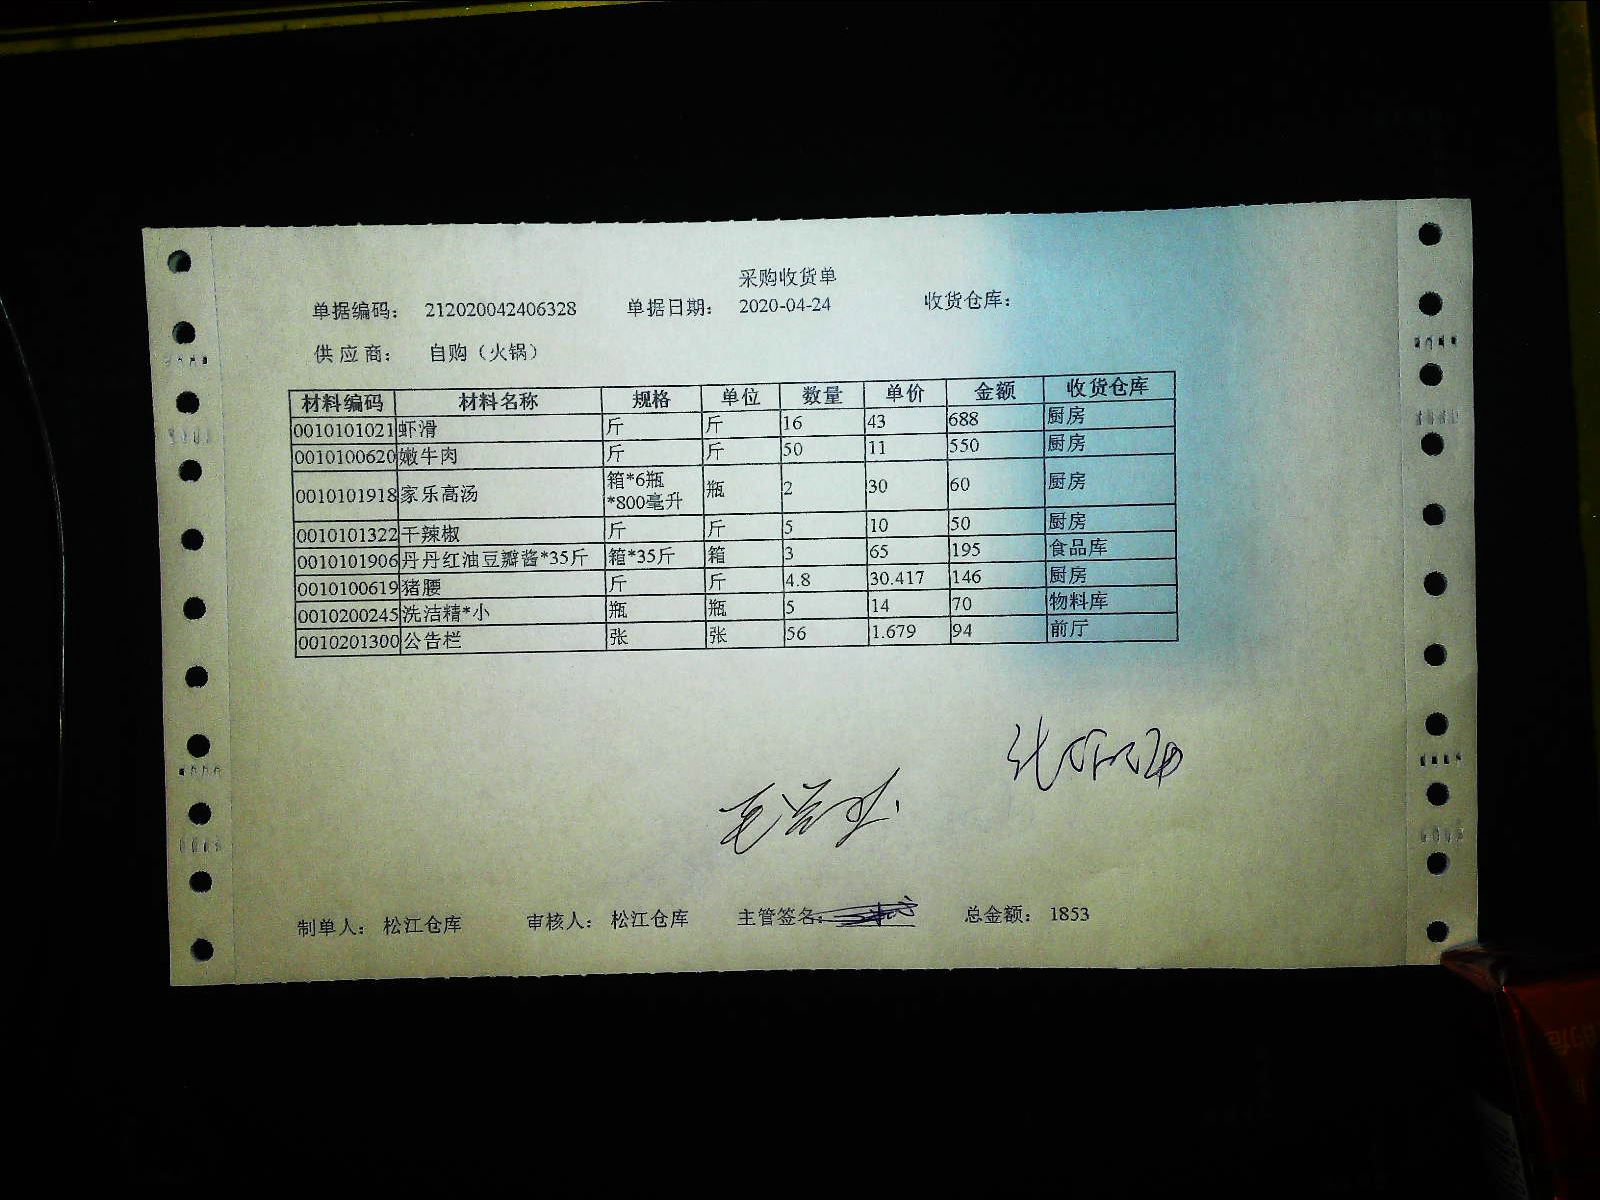 采购收货单
单据编码： 212020042406328 单据日期： 2020-04-24 收货仓库：
供应商： 自购（火锅）
材料编码 材料名称 规格 单位 数量 单价 金额 收货仓库
0010101021 虾滑 斤 斤 16 43 688 厨房
0010100620 嫩牛肉 斤 斤 50 11 550 厨房
0010101918 家乐高汤 箱*6瓶 瓶 2 30 60 厨房
*800毫升
0010101322 干辣椒 斤 斤 5 10 50 厨房
0010101906 丹丹红油豆瓣酱*35斤 箱*35斤 箱 3 65 195 食品库
0010100619 猪腰 斤 斤 4.8 30.417 146 厨房
0010200245 洗洁精*小 瓶 瓶 5 14 70 物料库
0010201300 公告栏 张 张 56 1.679 94 前厅
制单人： 松江仓库 审核人： 松江仓库 主管签名： 总金额： 1853